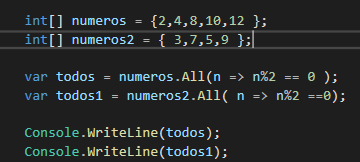 int[] numeros = {2,4,8,10,12 };
int[] numeros2 = { 3,7,5,9 };
var todos = numeros.All(n => n%2 == 0 );
var todos1 = numeros2.All( n => n%2 ==0);
Console.WriteLine(todos);
Console.WriteLine(todos1);